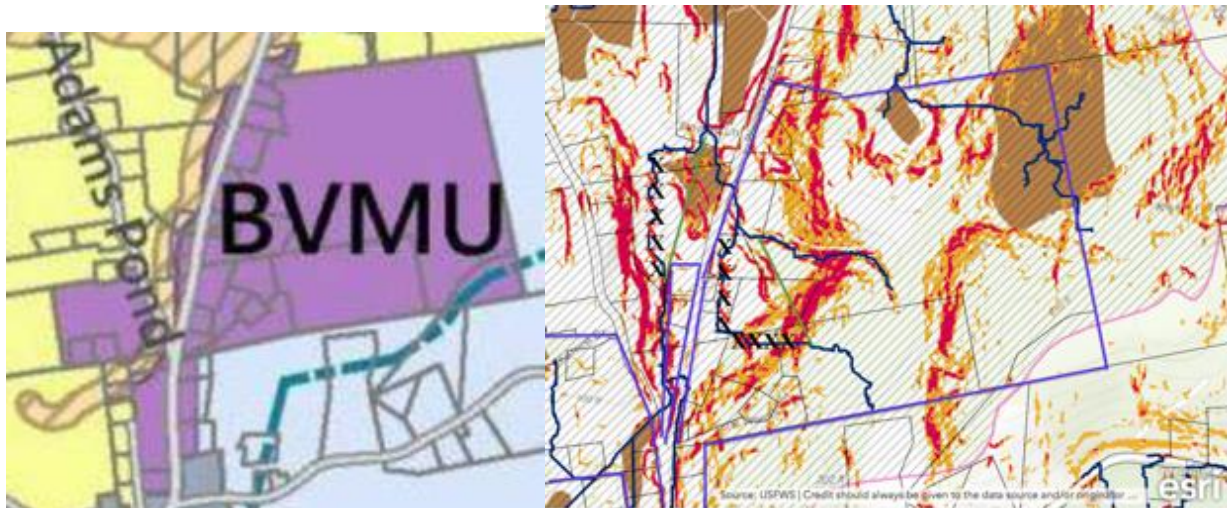 Adams Pond
BVMU
Source: USFWS | Credit should always be given to the data source and/or originator ...
esri